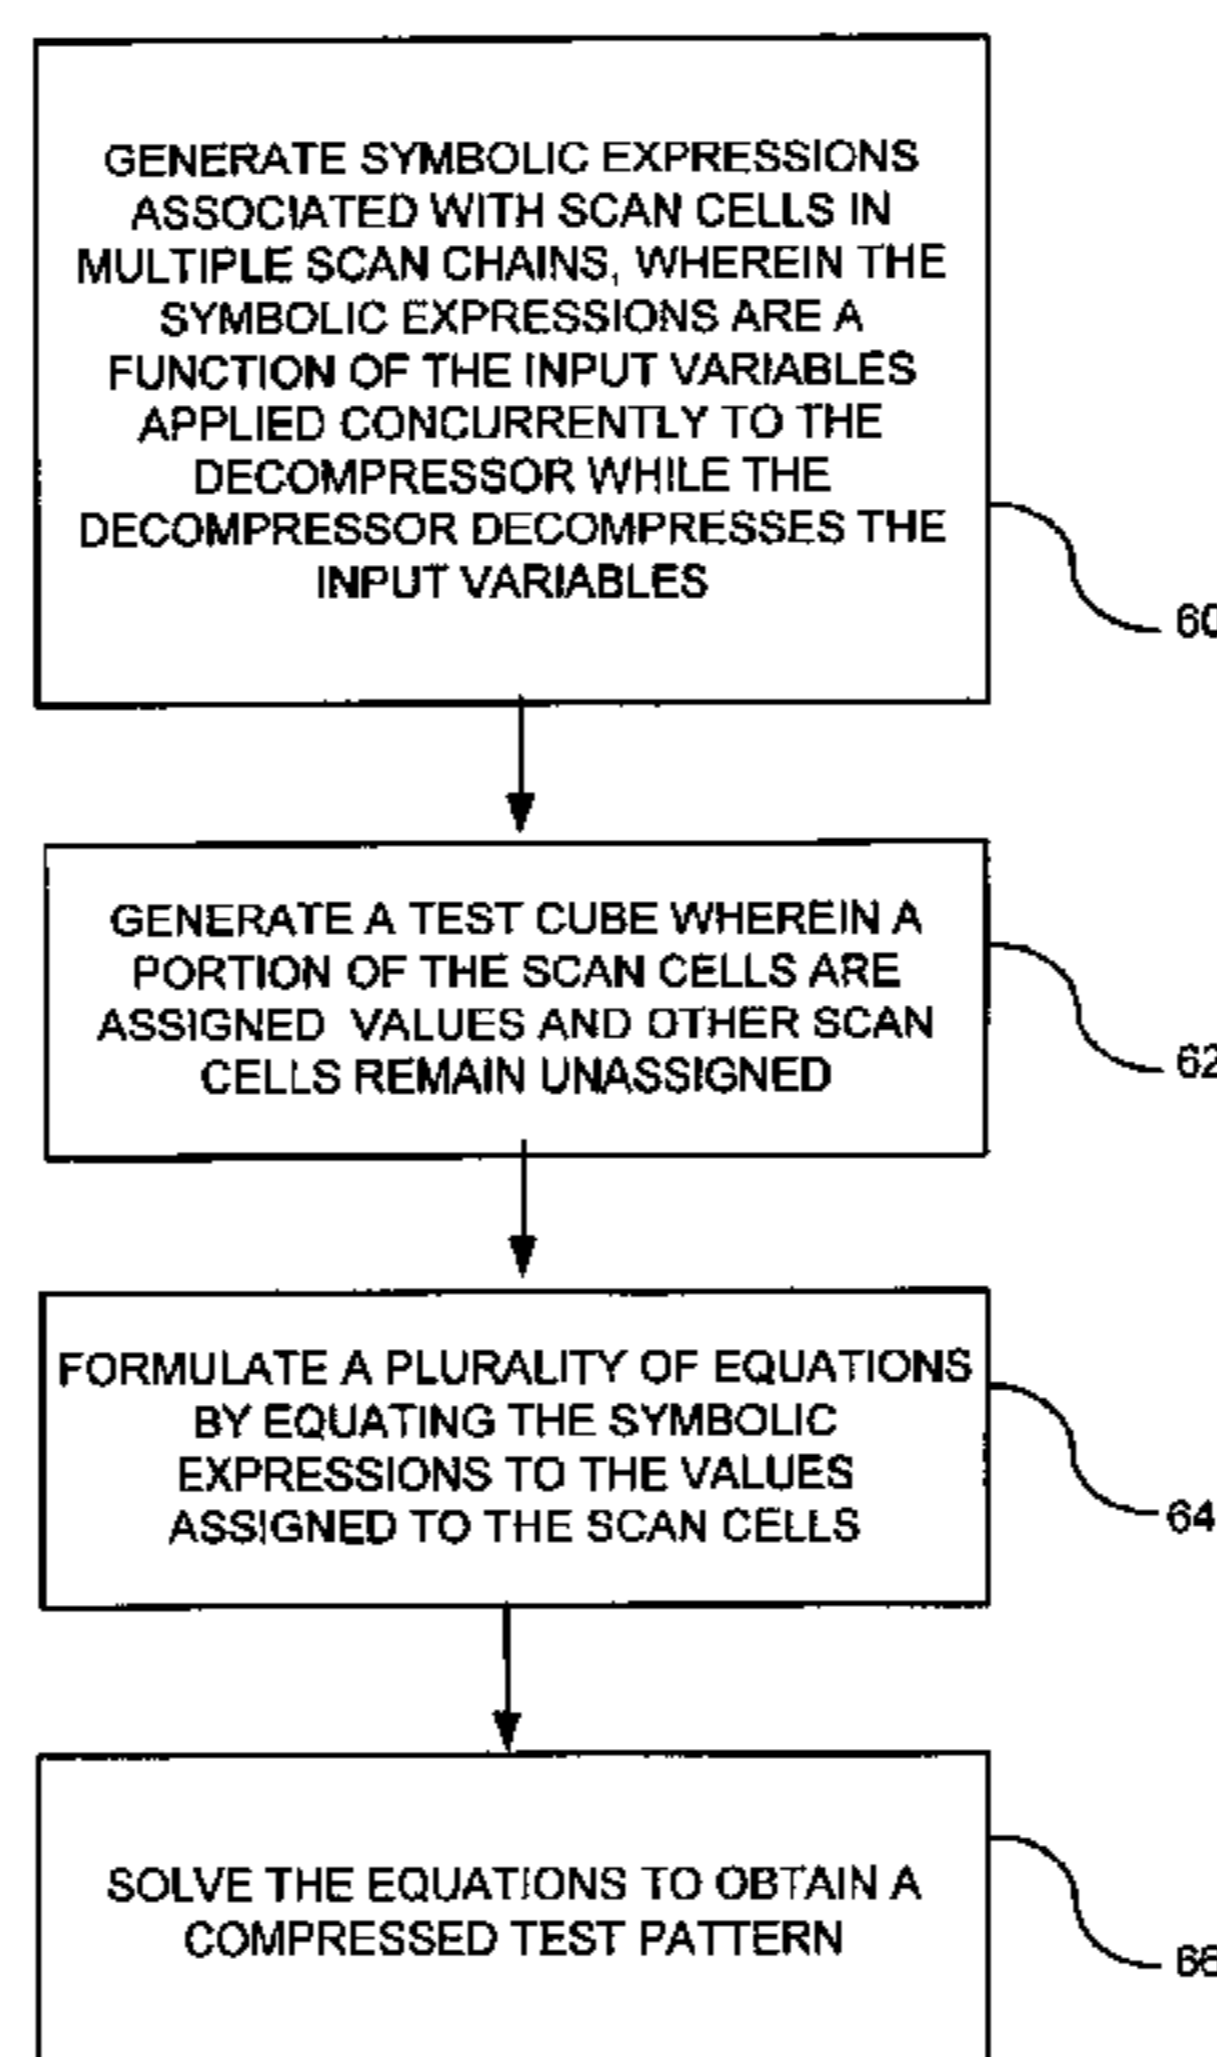 GENERATE SYMBOLIC EXPRESSIONS
ASSOCIATED WITH SCAN CELLS IN
MULTIPLE SCAN CHAINS, WHEREIN THE
SYMBOLIC EXPRESSIONS ARE A
FUNCTION OF THE INPUT VARIABLES
APPLIED CONCURRENTLY TO THE
DECOMPRESSOR WHILE THE
DECOMPRESSOR DECOMPRESSES THE
INPUT VARIABLES
60
GENERATE A TEST CUBE WHEREIN A
PORTION OF THE SCAN CELLS ARE
ASSIGNED VALUES AND OTHER SCAN
CELLS REMAIN UNASSIGNED
62
FORMULATE A PLURALITY OF EQUATIONS
BY EQUATING THE SYMBOLIC
EXPRESSIONS TO THE VALUES
ASSIGNED TO THE SCAN CELLS
64
SOLVE THE EQUATIONS TO OBTAIN A
COMPRESSED TEST PATTERN